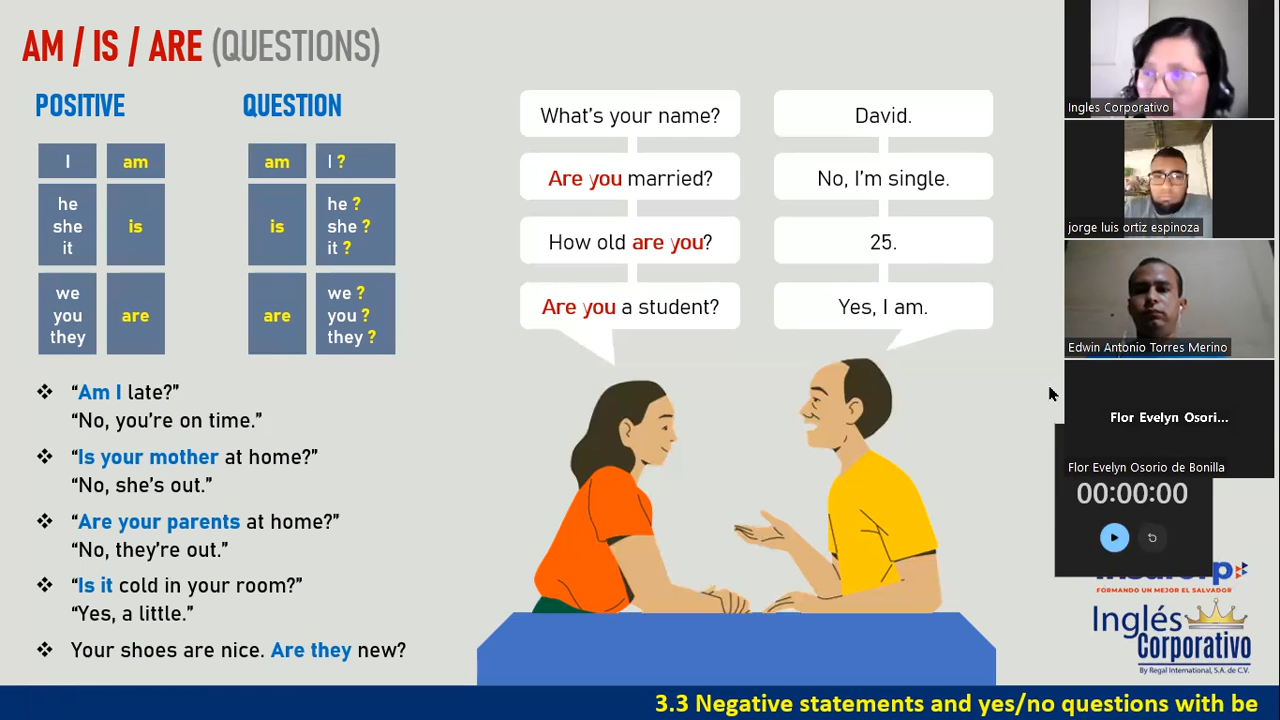 AM / IS / ARE (QUESTIONS)
POSITIVE
QUESTION
I
am
he
she
it
is
we
you
they
are
am
I ?
is
he ?
she ?
it ?
are
we ?
you ?
they ?
“Am I late?”
“No, you’re on time.”
“Is your mother at home?”
“No, she’s out.”
“Are your parents at home?”
“No, they’re out.”
“Is it cold in your room?”
“Yes, a little.”
Your shoes are nice. Are they new?
What’s your name?
David.
Are you married?
No, I’m single.
How old are you?
25.
Are you a student?
Yes, I am.
Ingles Corporativo
jorge luis ortiz espinoza
Edwin Antonio Torres Merino
Flor Evelyn Osori...
Flor Evelyn Osorio de Bonilla
00:00:00
FORMANDO UN MEJOR EL SALVADOR
Inglés
Corporativo
By Regal International, S.A. de C.V.
3.3 Negative statements and yes/no questions with be